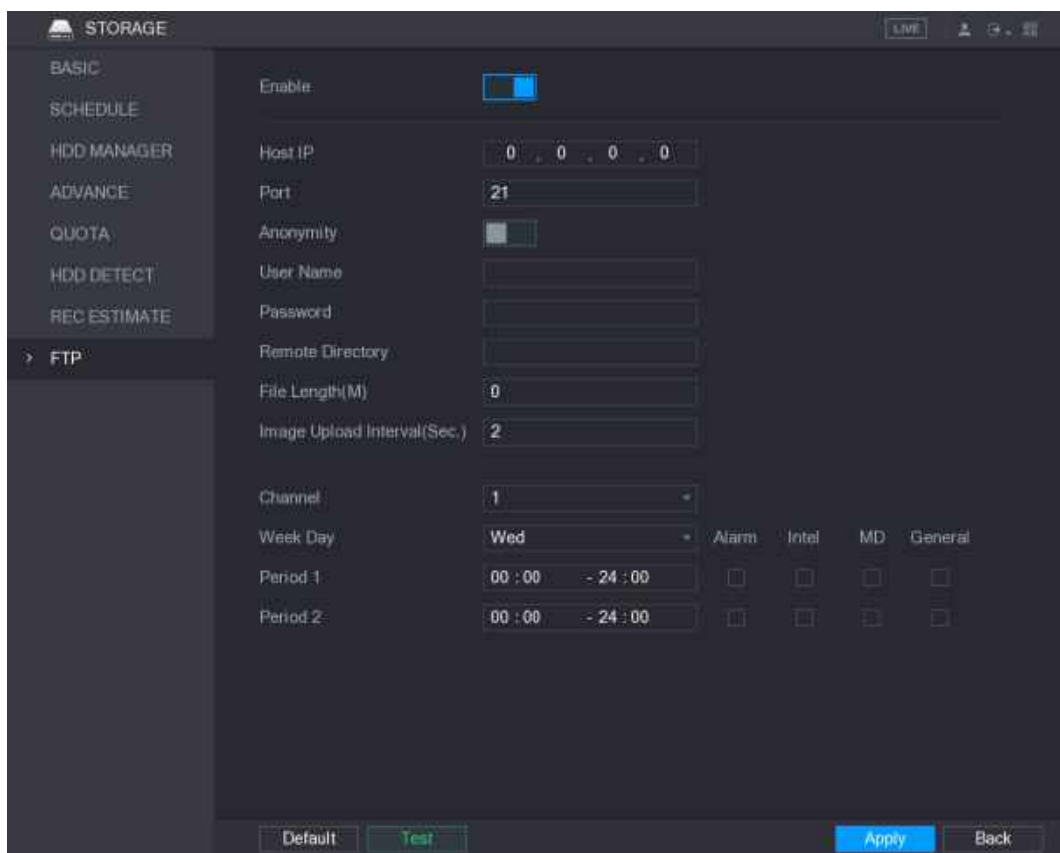 STORAGE
LIVE
BASIC
SCHEDULE
HDD MANAGER
ADVANCE
QUOTA
HDD DETECT
REC ESTIMATE
> FTP
Enable
Host IP 0 . 0 . 0 . 0
Port 21
Anonymity
User Name
Password
Remote Directory
File Length(M) 0
Image Upload Interval(Sec.) 2
Channel 1
Week Day Wed Alarm Intel MD General
Period 1 00 : 00 - 24 : 00
Period 2 00 : 00 - 24 : 00
Default Test Apply Back